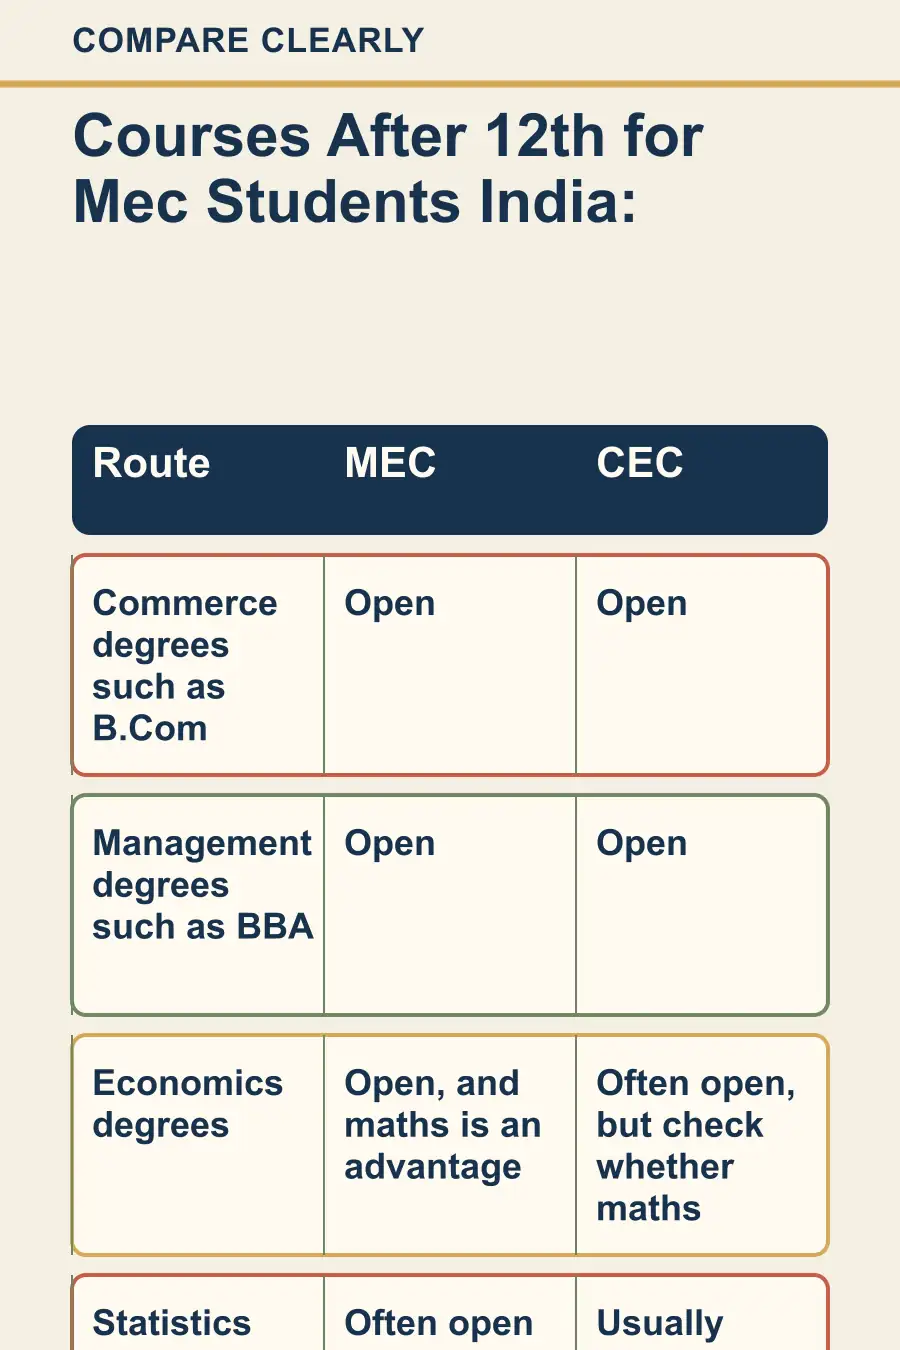 COMPARE CLEARLY
Courses After 12th for
Mec Students India:
Route MEC CEC
Commerce
degrees
such as
B.Com
Open
Open
Management
degrees
such as BBA
Open
Open
Economics
degrees
Open, and
maths is an
advantage
Often open,
but check
whether
maths
Statistics
Often open
Usually